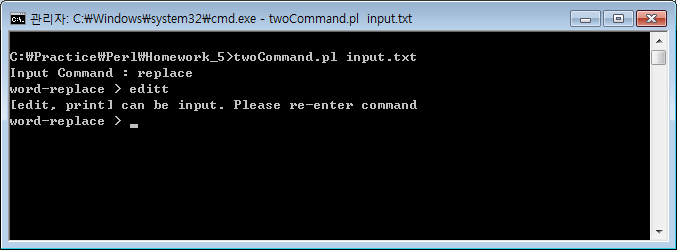 관리자: C:₩Windows₩system32₩cmd.exe - twoCommand.pl  input.txt
C:₩Practice₩Perl₩Homework_5>twoCommand.pl input.txt
Input Command : replace
word-replace > editt
[edit, print] can be input. Please re-enter command
word-replace > _